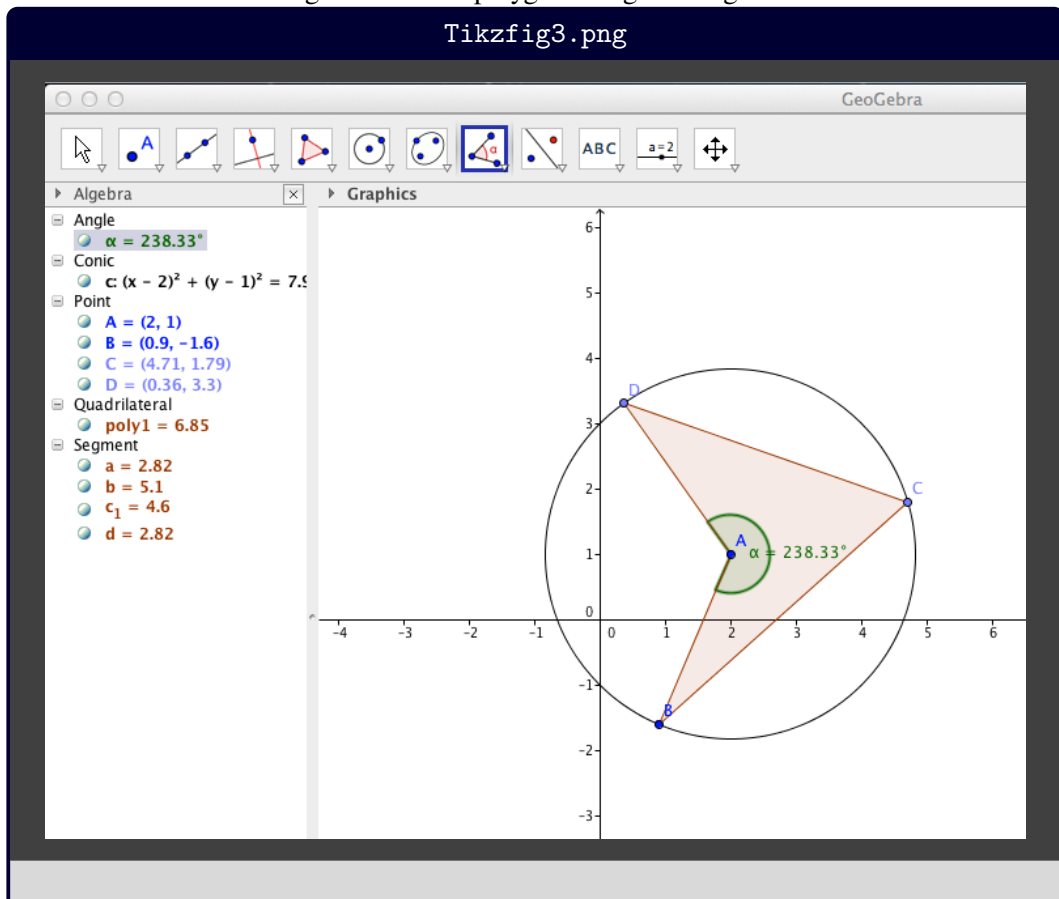 Tikzfig3.png
GeoGebra
A
α
ABC
a=2
Algebra
Graphics
Angle
α = 238.33°
Conic
c: (x − 2)² + (y − 1)² = 7.9
Point
A = (2, 1)
B = (0.9, −1.6)
C = (4.71, 1.79)
D = (0.36, 3.3)
Quadrilateral
poly1 = 6.85
Segment
a = 2.82
b = 5.1
c₁ = 4.6
d = 2.82
6
5
4
D
3
2
C
A
1
α = 238.33°
0
-4 -3 -2 -1 0 1 2 3 4 5 6
-1
B
-2
-3